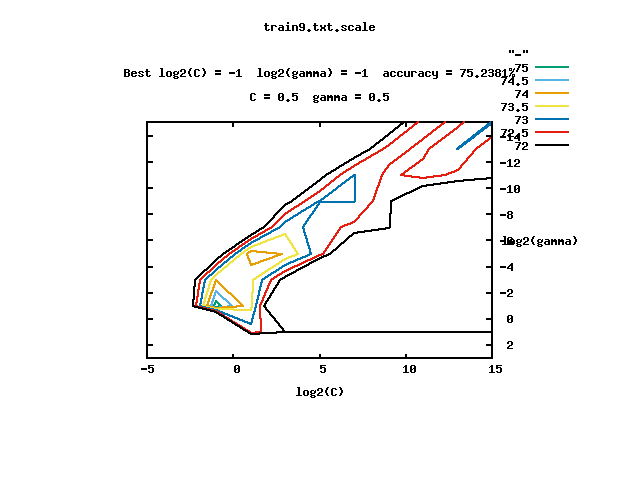 train9.txt.scale
"-"
Best log2(C) = -1  log2(gamma) = -1  accuracy = 75.2381%
75
74.5
C = 0.5  gamma = 0.5
74
73.5
73
72.5
72
-14
-12
-10
-8
-6
log2(gamma)
-4
-2
0
2
-5 0 5 10 15
log2(C)